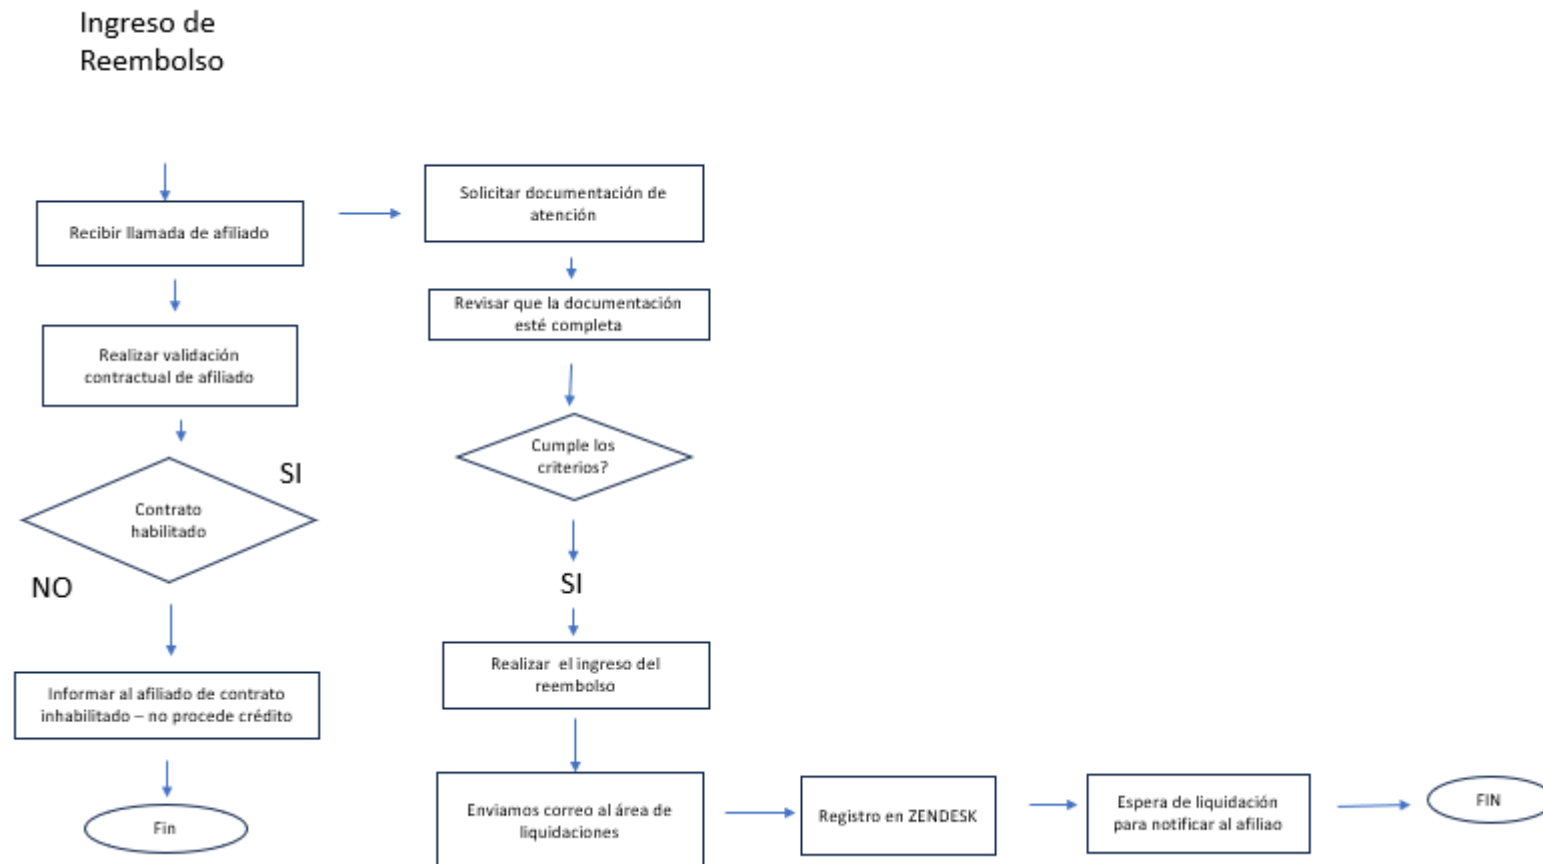 Ingreso de
Reembolso
Recibir llamada de afiliado
Realizar validación
contractual de afiliado
SI
Contrato
habilitado
NO
Informar al afiliado de contrato
inhabilitado – no procede crédito
Fin
Solicitar documentación de
atención
Revisar que la documentación
esté completa
Cumple los
criterios?
SI
Realizar el ingreso del
reembolso
Enviamos correo al área de
liquidaciones
Registro en ZENDESK
Espera de liquidación
para notificar al afiliao
FIN